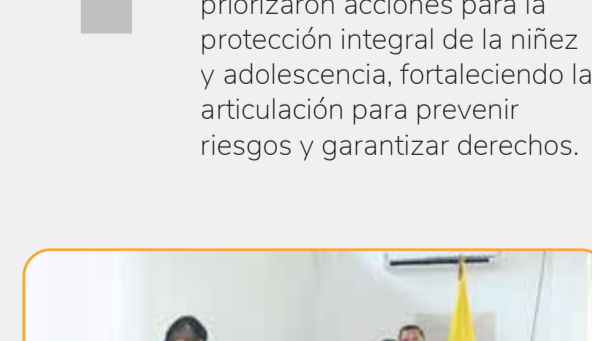 priorizaron acciones para la
protección integral de la niñez
y adolescencia, fortaleciendo la
articulación para prevenir
riesgos y garantizar derechos.